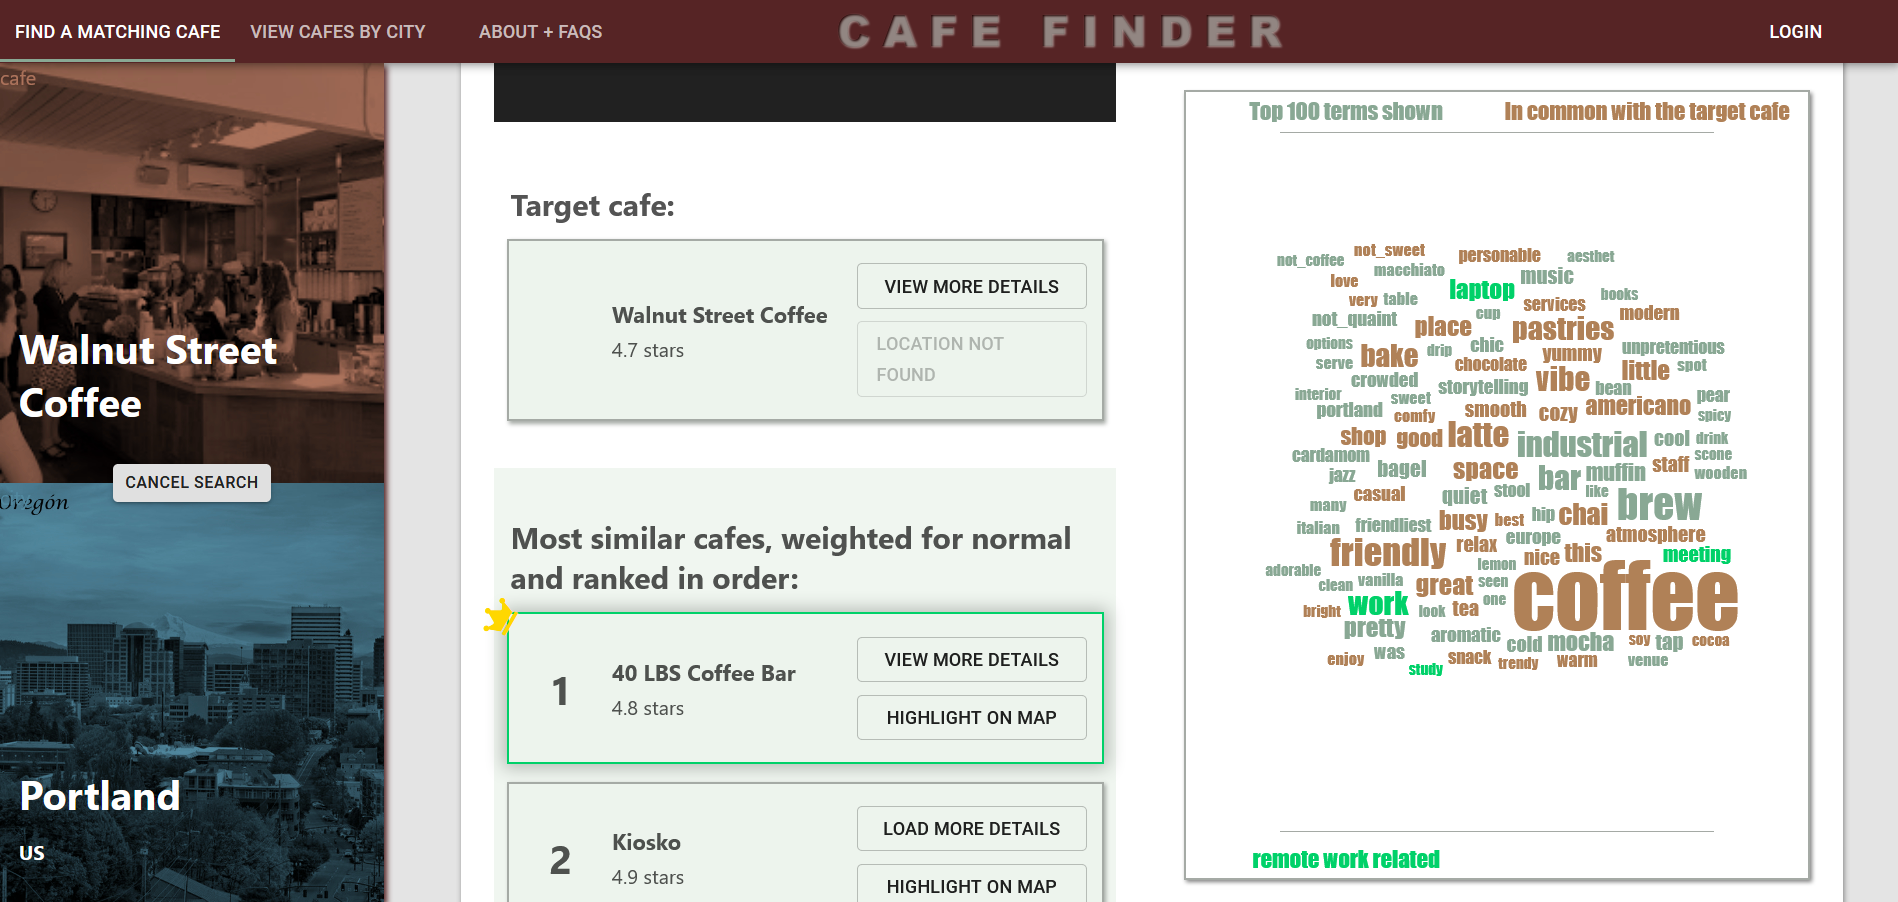 FIND A MATCHING CAFE
VIEW CAFES BY CITY
ABOUT + FAQS
CAFE FINDER
LOGIN
cafe
Walnut Street
Coffee
CANCEL SEARCH
Oregón
Portland
US
Target cafe:
Walnut Street Coffee
4.7 stars
VIEW MORE DETAILS
LOCATION NOT
FOUND
Most similar cafes, weighted for normal
and ranked in order:
1
40 LBS Coffee Bar
4.8 stars
VIEW MORE DETAILS
HIGHLIGHT ON MAP
2
Kiosko
4.9 stars
LOAD MORE DETAILS
HIGHLIGHT ON MAP
Top 100 terms shown
In common with the target cafe
not_coffee
not_sweet
personable
aesthet
macchiato
music
love
laptop
books
very
table
services
cup
modern
not_quaint
place
pastries
options
drip
chic
yummy
unpretentious
serve
bake
chocolate
little
spot
crowded
storytelling
vibe
bean
interior
sweet
pear
portland
comfy
smooth
cozy
americano
spicy
shop
good
latte
industrial
cool
drink
cardamom
scone
jazz
bagel
space
bar
muffin
staff
wooden
casual
quiet
stool
like
brew
many
busy
best
hip
chai
italian
friendliest
europe
atmosphere
friendly
relax
nice
this
meeting
adorable
lemon
clean
vanilla
great
seen
coffee
bright
work
look
tea
one
pretty
aromatic
cold
mocha
soy
tap
cocoa
enjoy
was
snack
trendy
warm
venue
study
remote work related